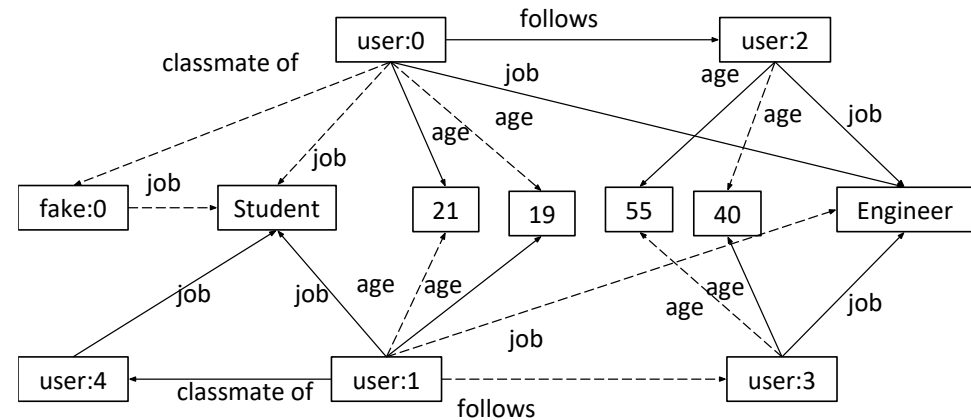 follows
user:0
user:2
classmate of
job
age
age
age
age
job
job
job
fake:0
Student
21
19
55
40
Engineer
job
job
age
age
age
age
job
job
user:4
classmate of
user:1
follows
user:3